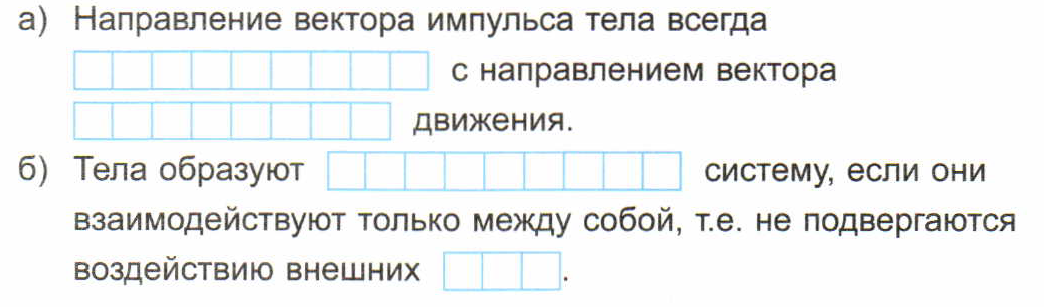 а) Направление вектора импульса тела всегда
с направлением вектора
движения.
б) Тела образуют систему, если они
взаимодействуют только между собой, т.е. не подвергаются
воздействию внешних .